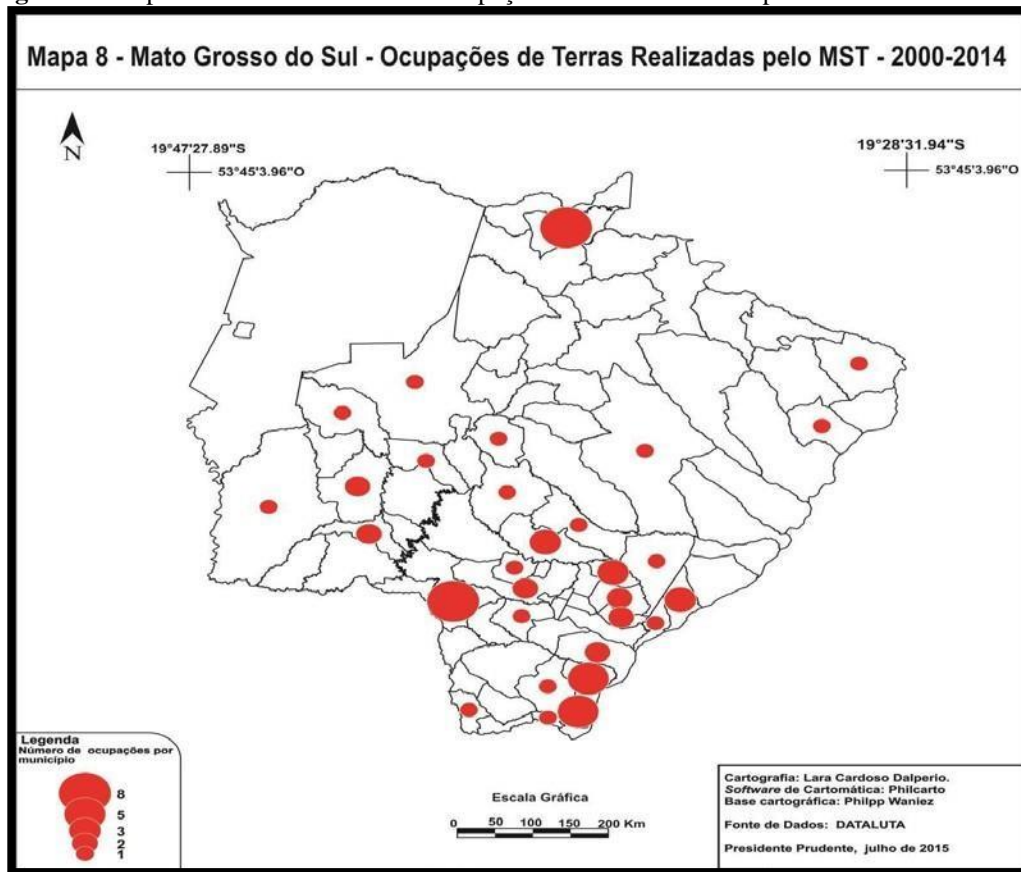 Mapa 8 - Mato Grosso do Sul - Ocupações de Terras Realizadas pelo MST - 2000-2014
N
19°47'27.89"S
53°45'3.96"O
19°28'31.94"S
53°45'3.96"O
Legenda
Número de ocupações por
município
8
5
3
2
1
Escala Gráfica
0 50 100 150 200 Km
Cartografia: Lara Cardoso Dalperio.
Software de Cartomática: Philcarto
Base cartográfica: Philpp Waniez
Fonte de Dados: DATALUTA
Presidente Prudente, julho de 2015